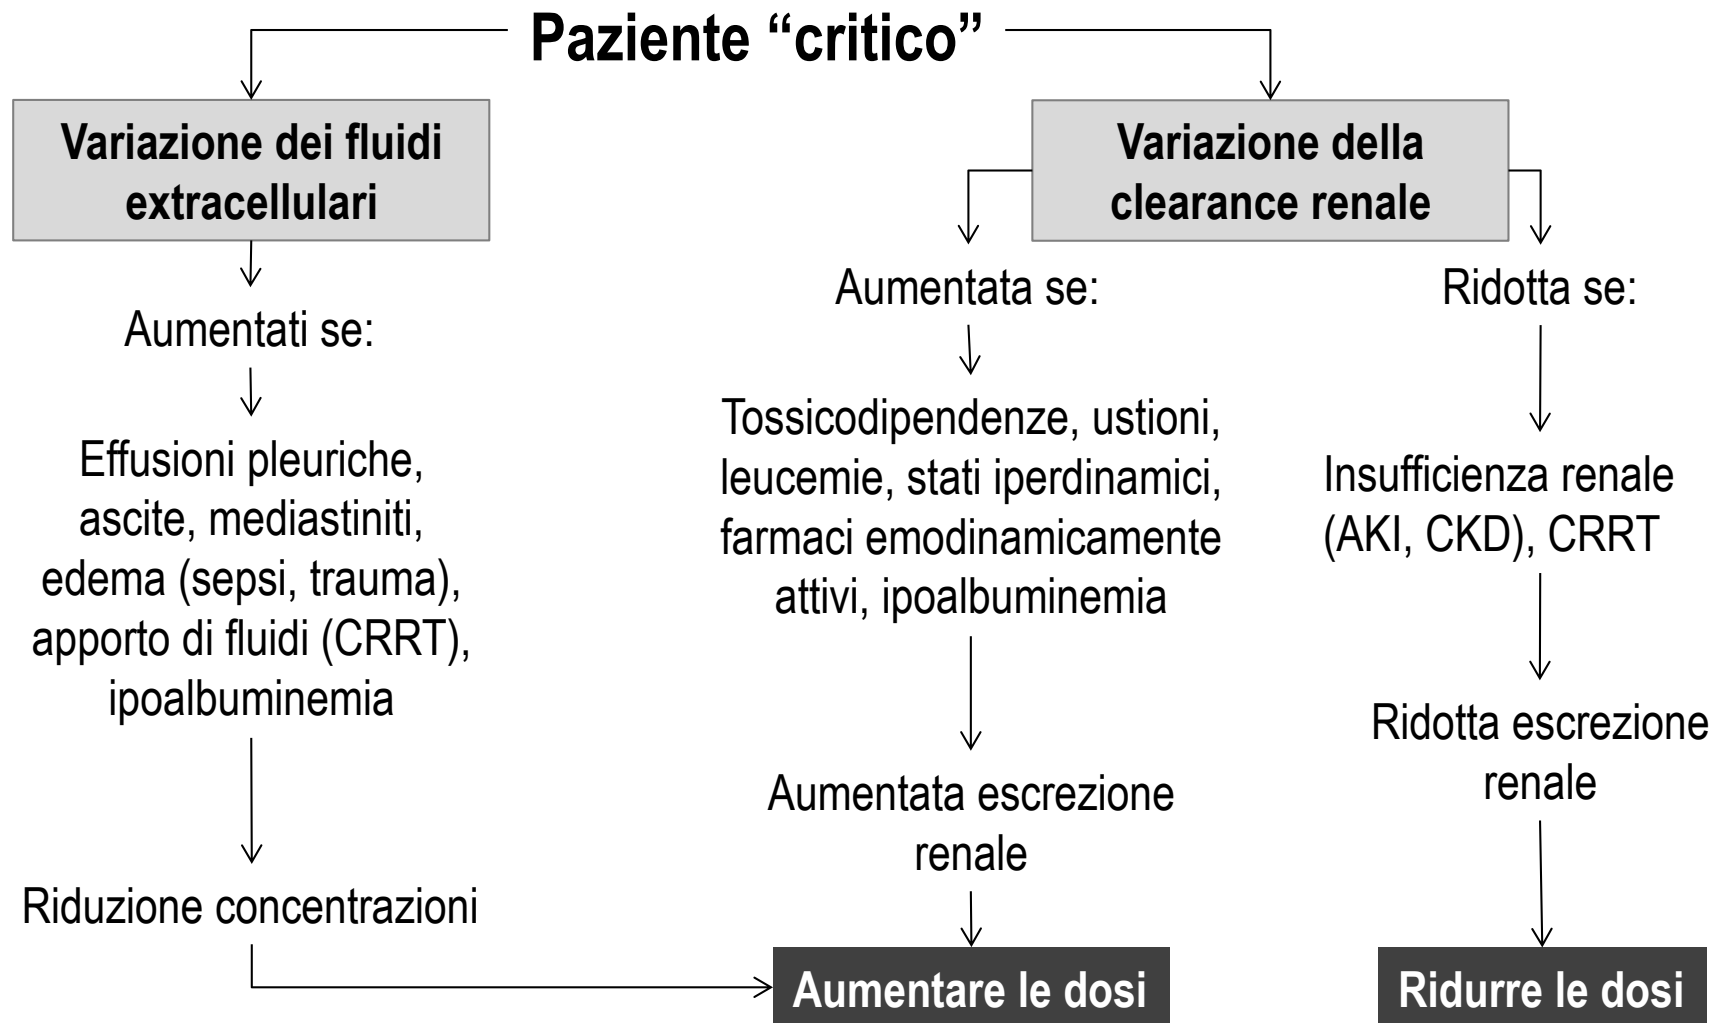 Paziente “critico”
Variazione dei fluidi
extracellulari
Aumentati se:
Effusioni pleuriche,
ascite, mediastiniti,
edema (sepsi, trauma),
apporto di fluidi (CRRT),
ipoalbuminemia
Riduzione concentrazioni
Variazione della
clearance renale
Aumentata se:
Tossicodipendenze, ustioni,
leucemie, stati iperdinamici,
farmaci emodinamicamente
attivi, ipoalbuminemia
Aumentata escrezione
renale
Aumentare le dosi
Ridotta se:
Insufficienza renale
(AKI, CKD), CRRT
Ridotta escrezione
renale
Ridurre le dosi